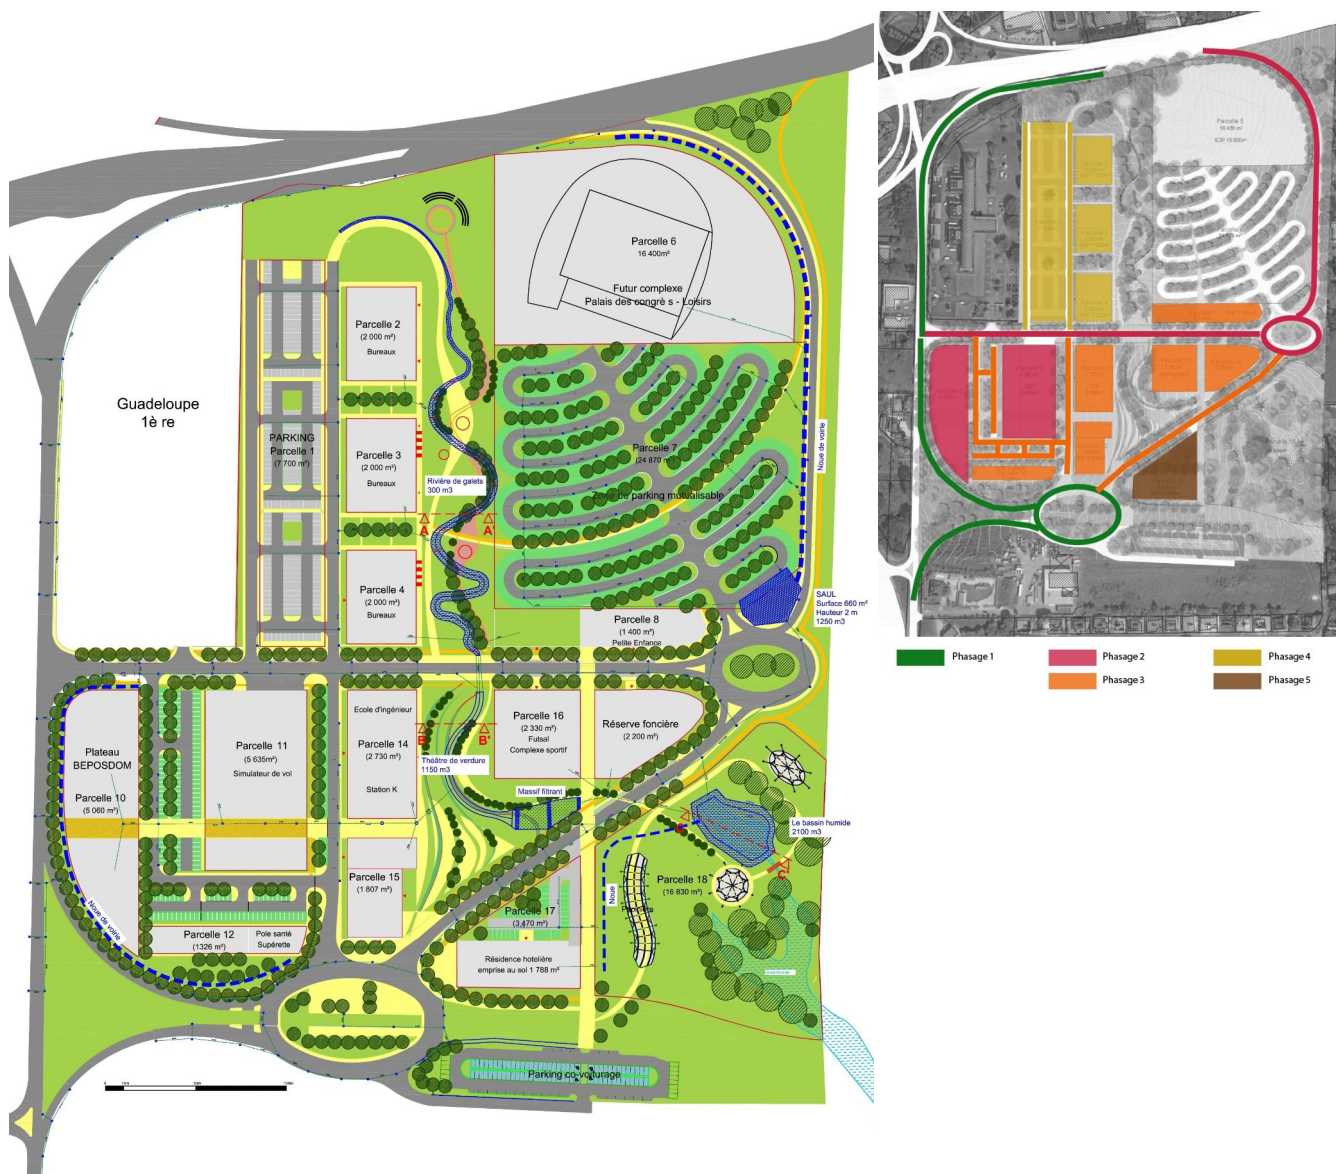 Parcelle 6
16 400m²
Futur complexe
Palais des congrè s - Loisirs
Parcelle 2
(2 000 m²)
Bureaux
Guadeloupe
1è re
PARKING
Parcelle 1
(7 700 m²)
Parcelle 3
(2 000 m²)
Bureaux
Rivière de galets
300 m3
Parcelle 7
(24 870 m²)
Zone de parking mutualisable
Noue de voirie
A
A'
Parcelle 4
(2 000 m²)
Bureaux
SAUL
Surface 660 m²
Hauteur 2 m
1250 m3
Parcelle 8
(1 400 m²)
Petite Enfance
Plateau
BEPOSDOM
Parcelle 10
(5 060 m²)
Parcelle 11
(5 635m²)
Simulateur de vol
Ecole d'ingénieur
Parcelle 14
(2 730 m²)
Station K
B
B'
Théâtre de verdure
1150 m3
Parcelle 16
(2 330 m²)
Futsal
Complexe sportif
Réserve foncière
(2 200 m²)
Massif filtrant
Le bassin humide
2100 m3
C'
Noue de voirie
Parcelle 12
(1326 m²)
Pole santé
Supérette
Parcelle 15
(1 807 m²)
Parcelle 17
(3 470 m²)
Résidence hotelière
emprise au sol 1 788 m²
Noue
Parcelle 18
(16 830 m²)
Parking co-voiturage
Parcelle 5
16 438 m²
Phasage 1
Phasage 2
Phasage 3
Phasage 4
Phasage 5